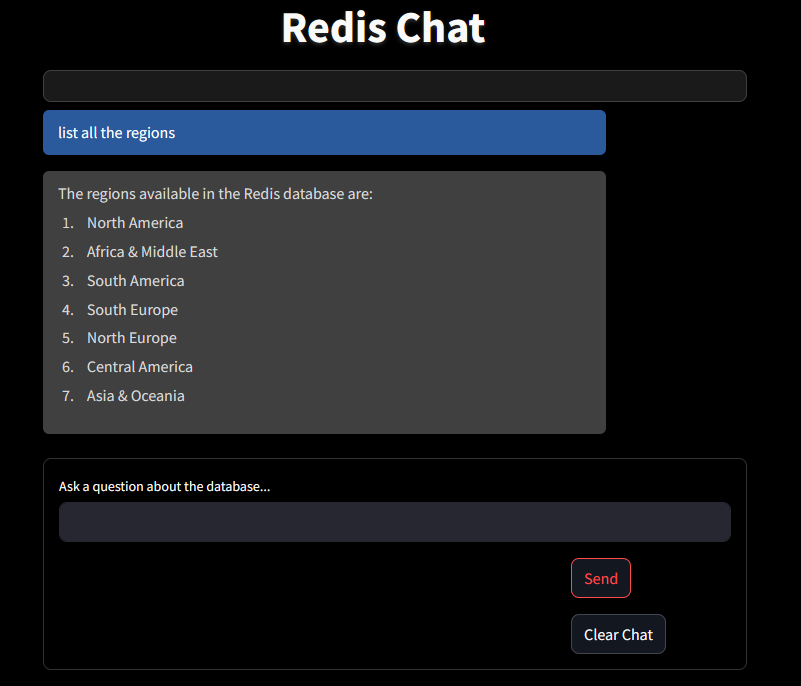 Redis Chat
list all the regions
The regions available in the Redis database are:
1. North America
2. Africa & Middle East
3. South America
4. South Europe
5. North Europe
6. Central America
7. Asia & Oceania
Ask a question about the database...
Send
Clear Chat